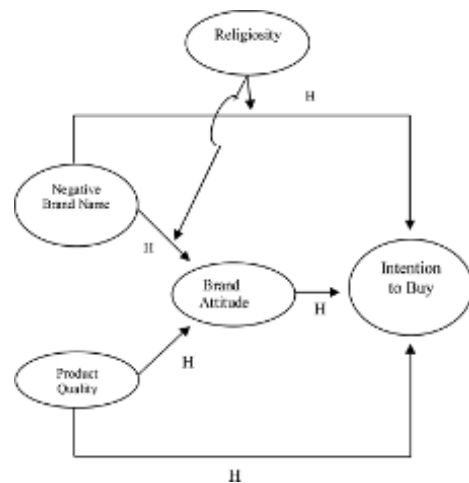 Religiosity
H
Negative
Brand Name
H
Brand
Attitude
Intention
to Buy
H
Product
Quality
H
H